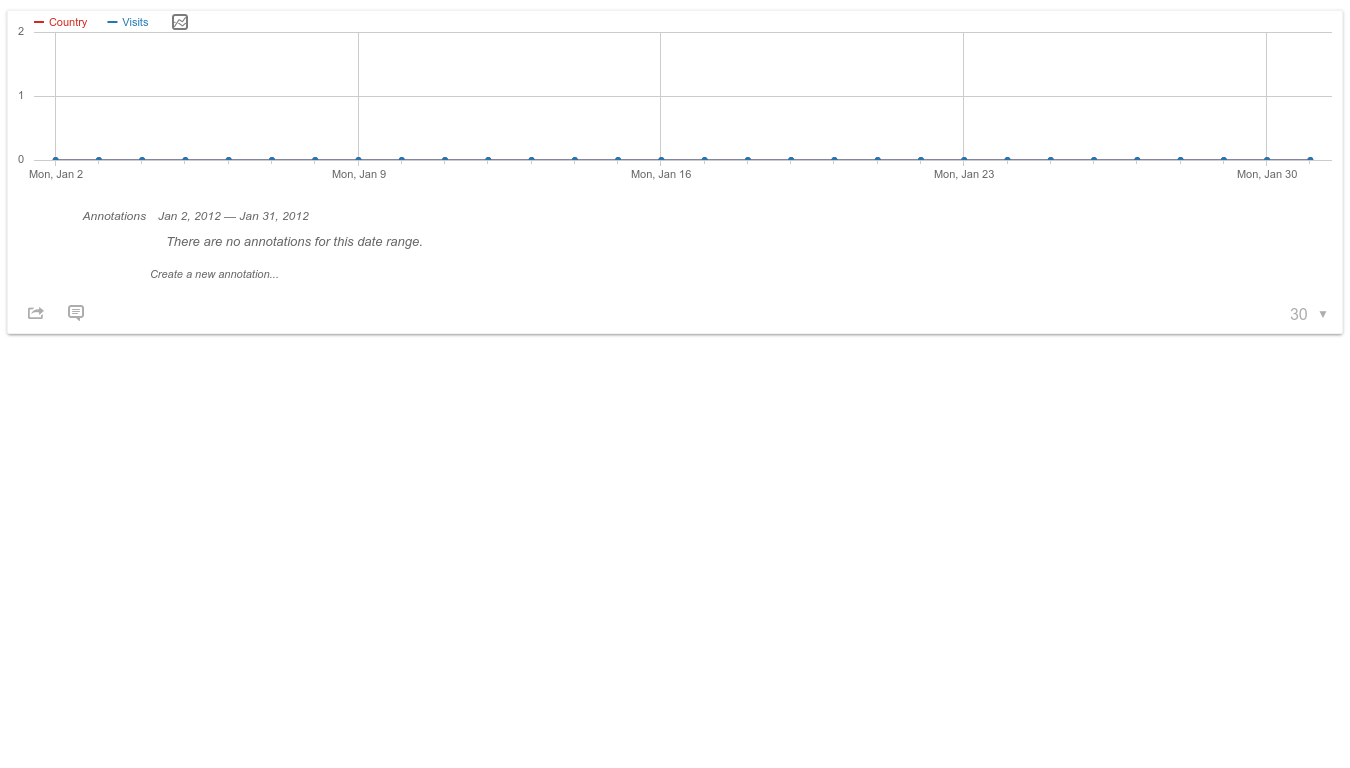 Country Visits
2
1
0
Mon, Jan 2 Mon, Jan 9 Mon, Jan 16 Mon, Jan 23 Mon, Jan 30
Annotations Jan 2, 2012 — Jan 31, 2012
There are no annotations for this date range.
Create a new annotation...
30 ▼